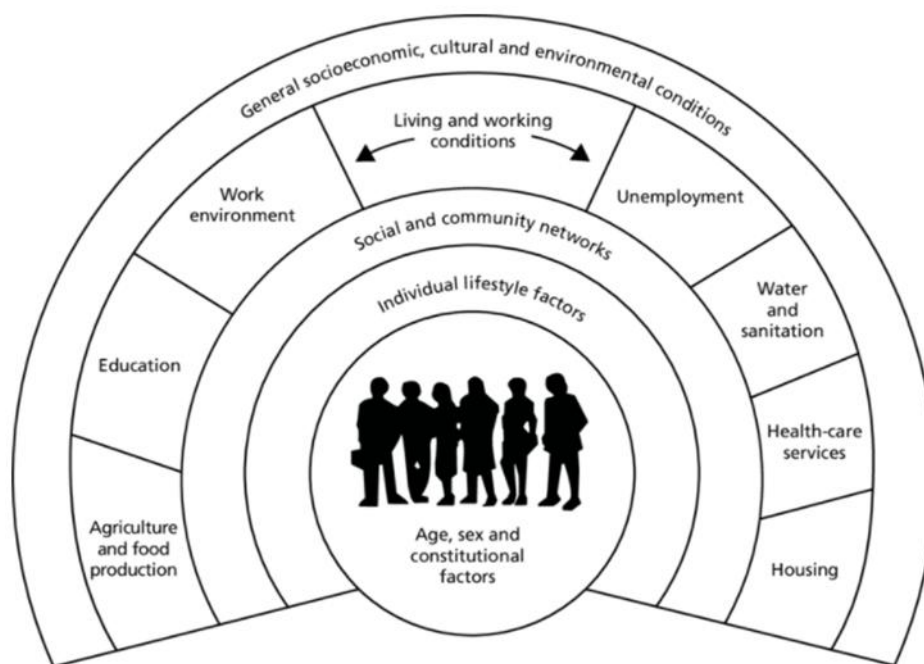 General socioeconomic, cultural and environmental conditions
Living and working
conditions
Work
environment
Unemployment
Social and community networks
Individual lifestyle factors
Water
and
sanitation
Education
Health-care
services
Agriculture
and food
production
Age, sex and
constitutional
factors
Housing